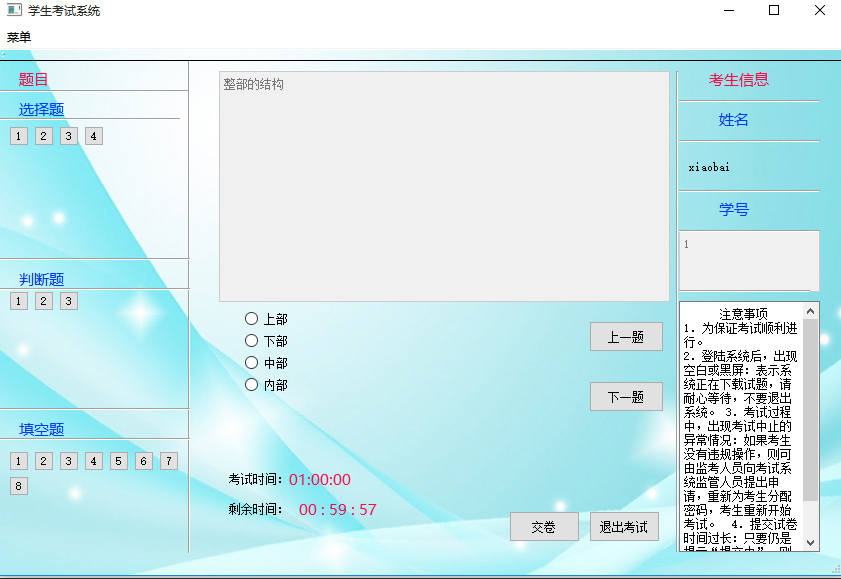 学生考试系统
菜单
题目
选择题
1 2 3 4
判断题
1 2 3
填空题
1 2 3 4 5 6 7
8
整部的结构
上部
下部
中部
内部
上一题
下一题
考试时间: 01:00:00
剩余时间: 00 : 59 : 57
交卷
退出考试
考生信息
姓名
xiaobai
学号
1
注意事项
1. 为保证考试顺利进
行。
2. 登陆系统后，出现
空白或黑屏：表示系
统正在下载试题，请
耐心等待，不要退出
系统。 3. 考试过程
中，出现考试中止的
异常情况：如果考生
没有违规操作，则可
由监考人员向考试系
统监管人员提出申
请，重新为考生分配
密码，考生重新开始
考试。 4. 提交试卷
时间过长：只要仍是
提示“提交中”，则